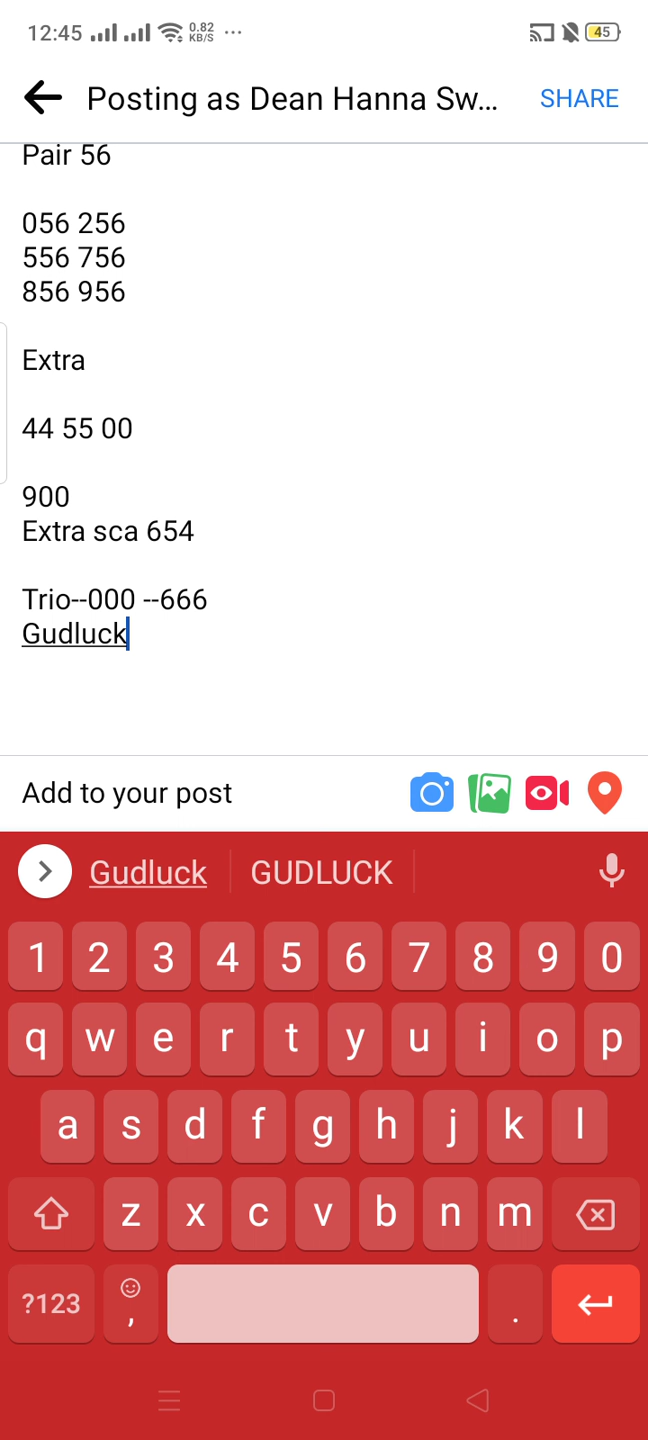 12:45
0.82
KB/S
45
Posting as Dean Hanna Sw...
SHARE
Pair 56
056 256
556 756
856 956
Extra
44 55 00
900
Extra sca 654
Trio--000 --666
Gudluck
Add to your post
Gudluck
GUDLUCK
1 2 3 4 5 6 7 8 9 0
q w e r t y u i o p
a s d f g h j k l
z x c v b n m
?123 , .